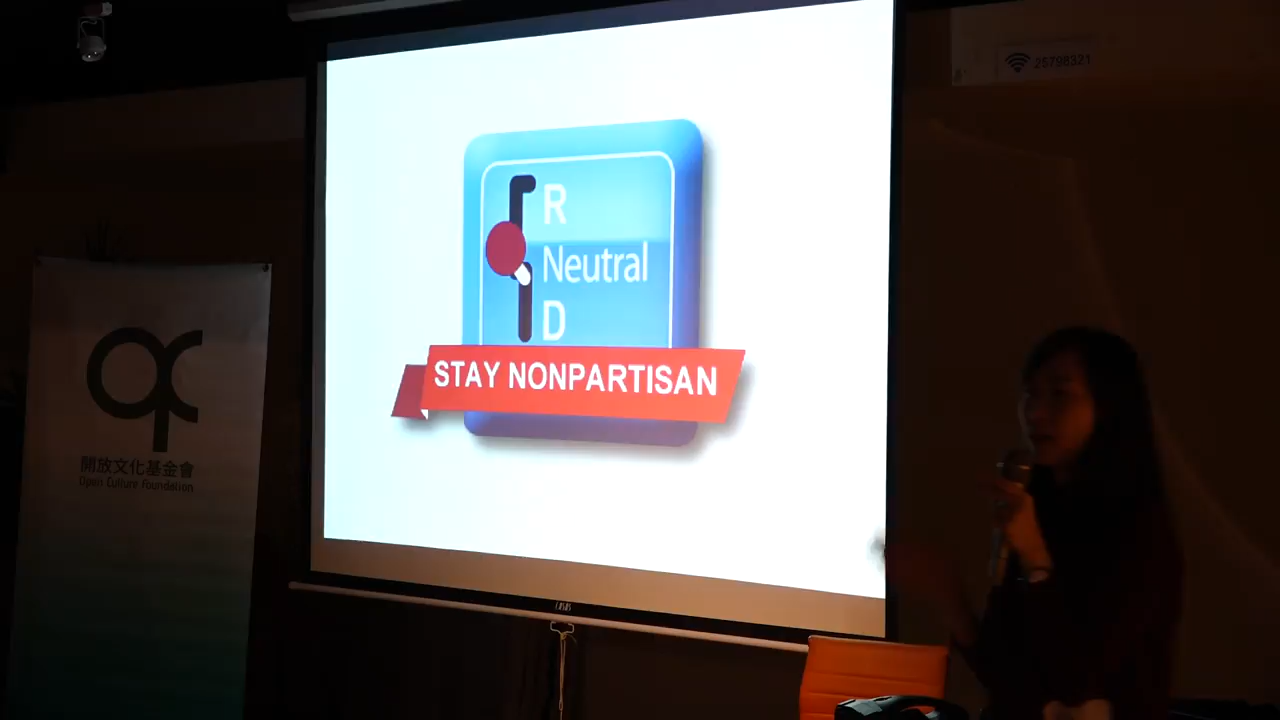 R
Neutral
D
STAY NONPARTISAN
開放文化基金會
Open Culture Foundation
25798321